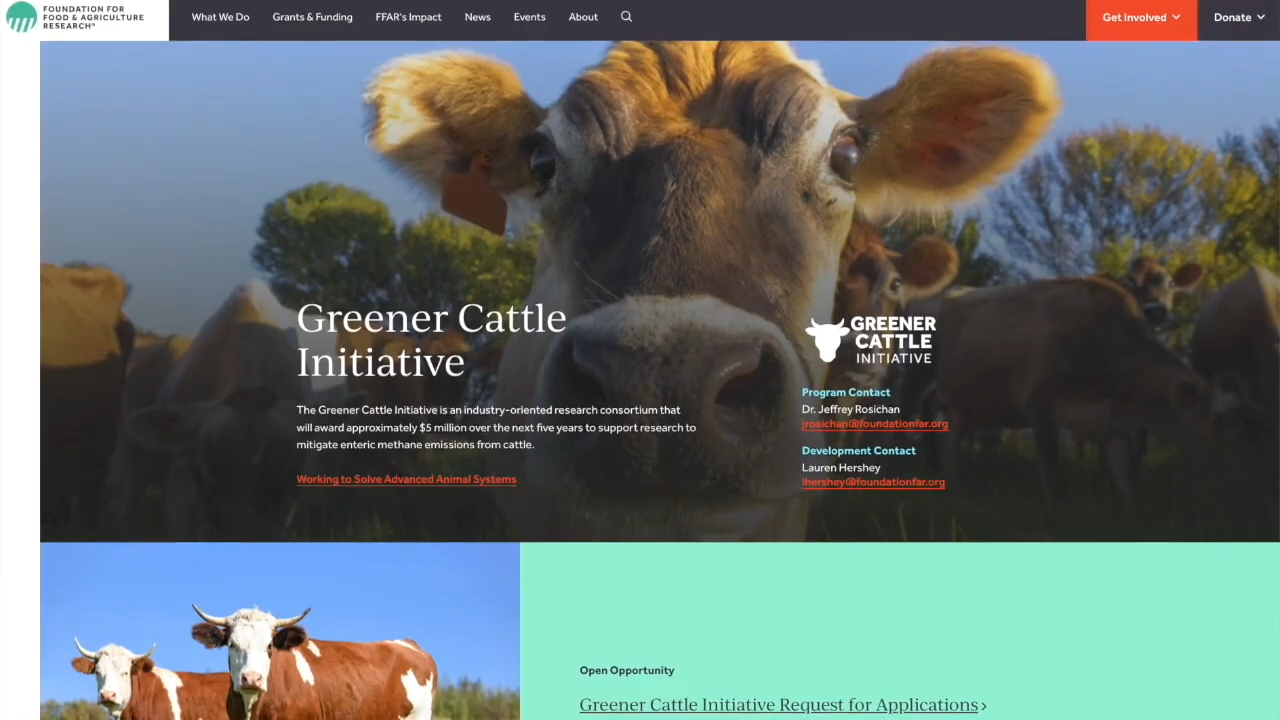 FOUNDATION FOR
FOOD & AGRICULTURE
RESEARCH
What We Do
Grants & Funding
FFAR's Impact
News
Events
About
Get Involved
Donate
Greener Cattle
Initiative
The Greener Cattle Initiative is an industry-oriented research consortium that
will award approximately $5 million over the next five years to support research to
mitigate enteric methane emissions from cattle.
Working to Solve Advanced Animal Systems
GREENER
CATTLE
INITIATIVE
Program Contact
Dr. Jeffrey Rosichan
jrosichan@foundationfar.org
Development Contact
Lauren Hershey
lhershey@foundationfar.org
Open Opportunity
Greener Cattle Initiative Request for Applications ›